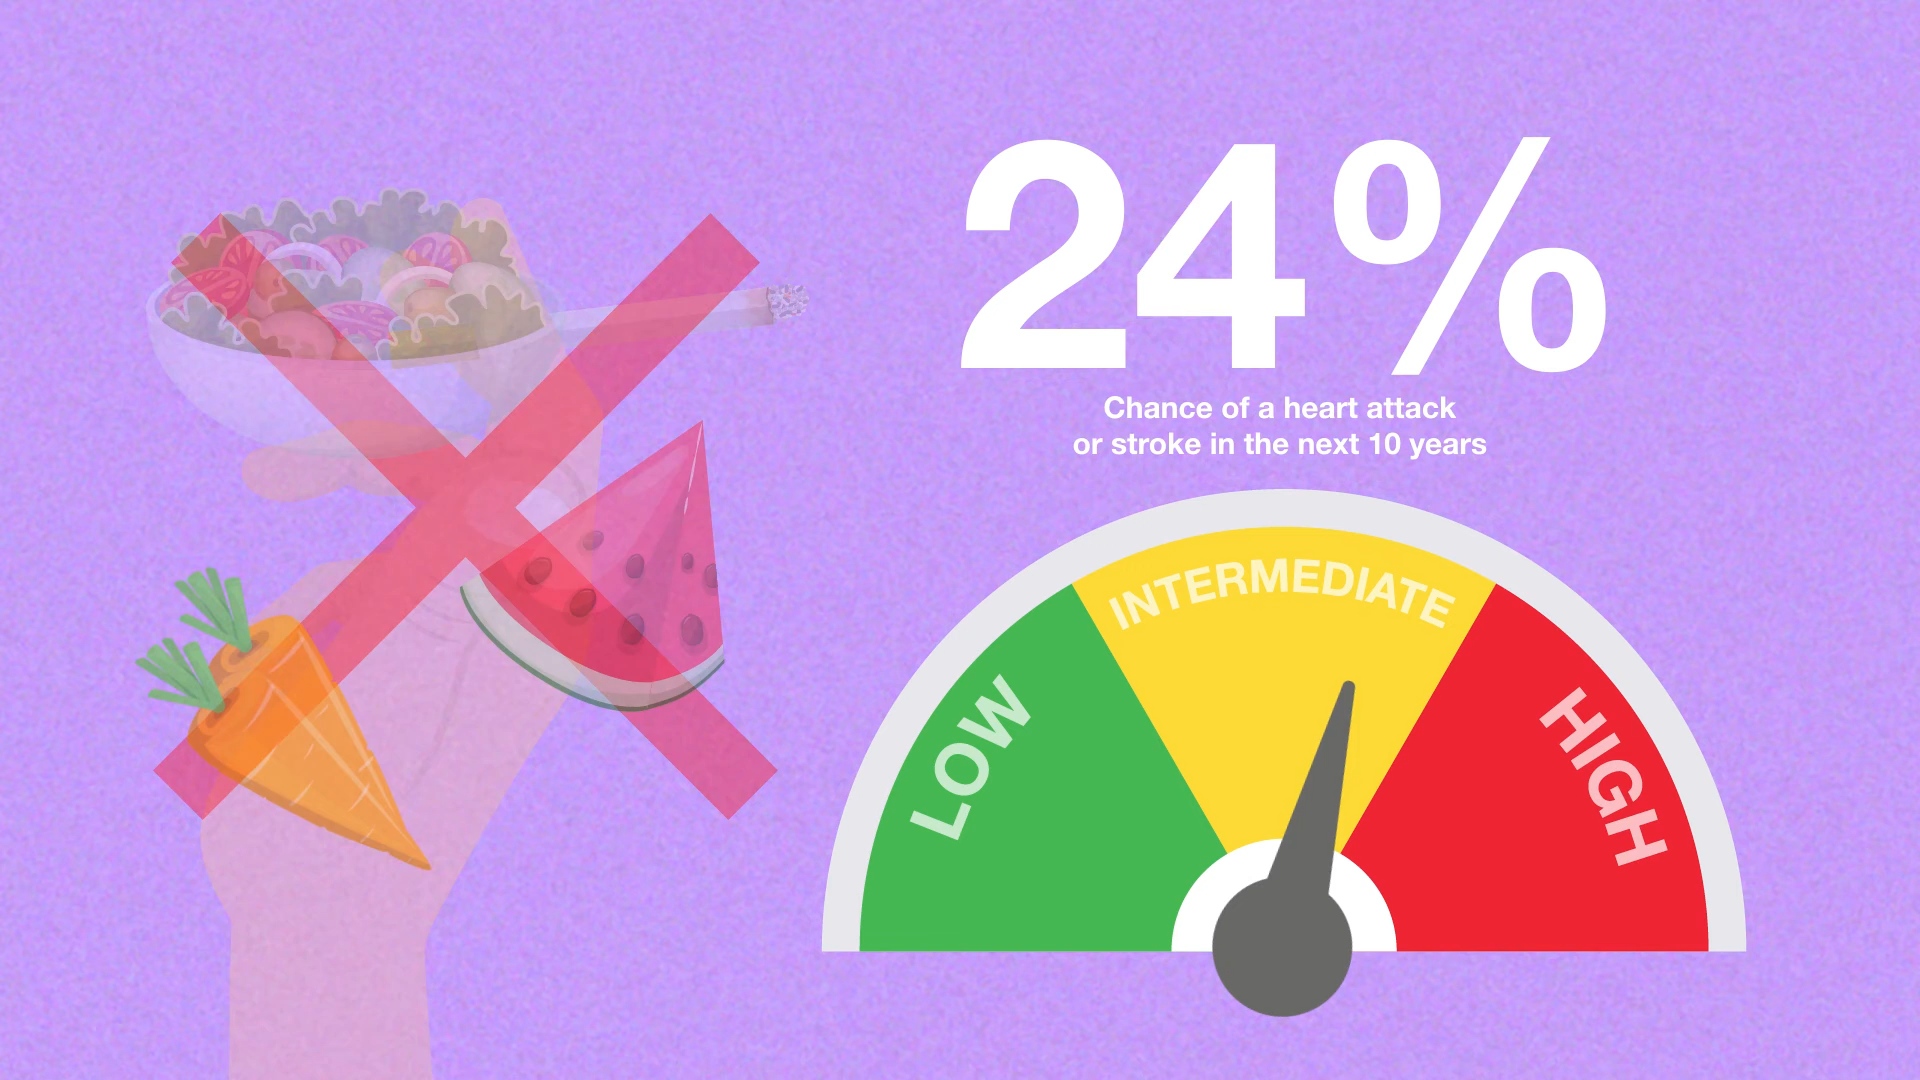 24%
Chance of a heart attack
or stroke in the next 10 years
INTERMEDIATE
LOW
HIGH